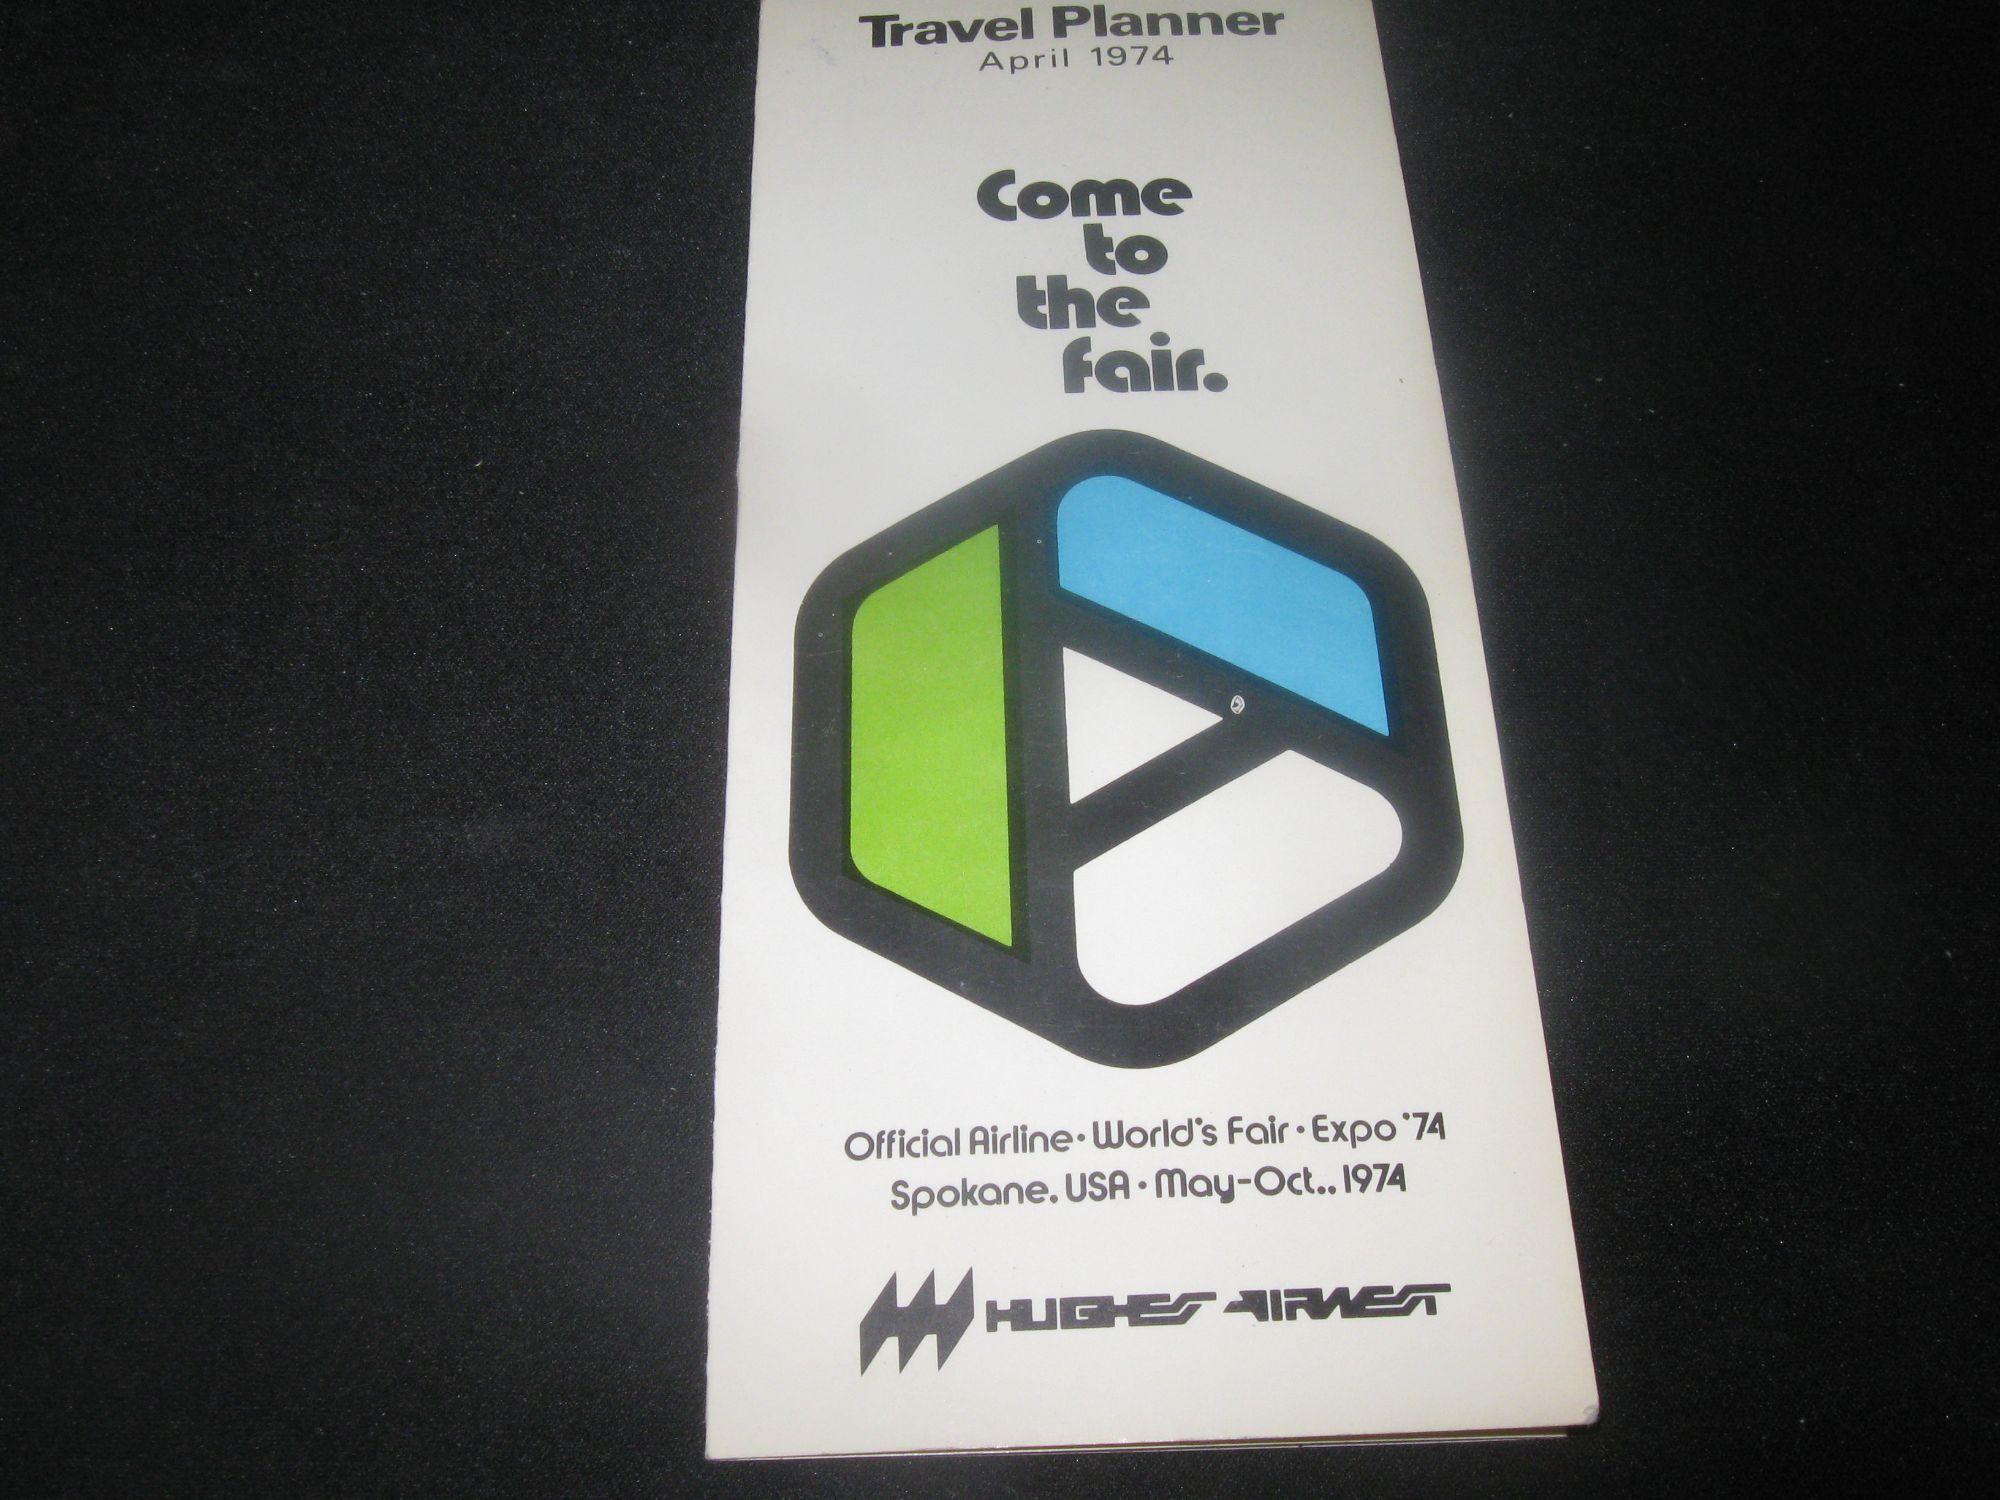 Travel Planner
April 1974
Come
to
the
fair.
Official Airline · World's Fair · Expo '74
Spokane, USA · May-Oct., 1974
HUGHES AIRWEST